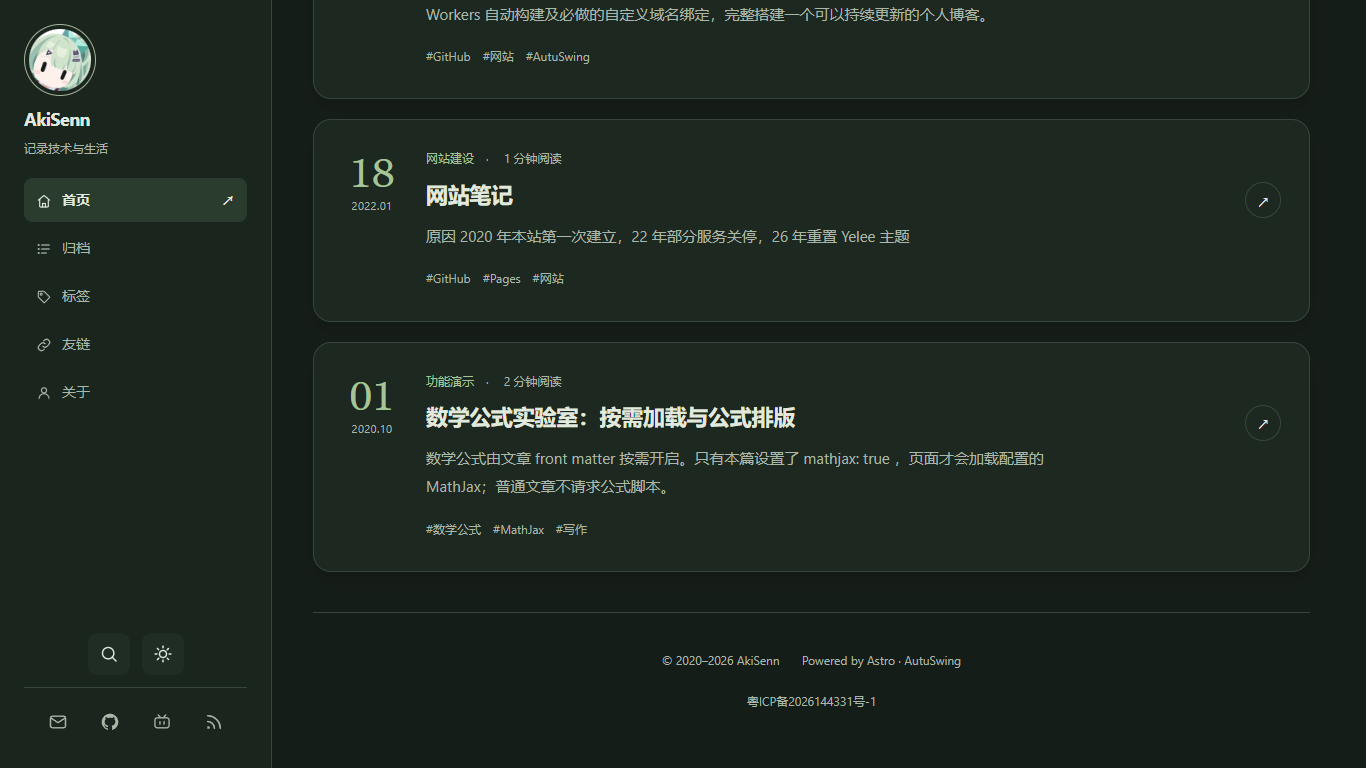 AkiSenn
记录技术与生活
首页
归档
标签
友链
关于
Workers 自动构建及必做的自定义域名绑定，完整搭建一个可以持续更新的个人博客。
#GitHub #网站 #AutuSwing
18
2022.01
网站建设 · 1 分钟阅读
网站笔记
原因 2020 年本站第一次建立，22 年部分服务关停，26 年重置 Yelee 主题
#GitHub #Pages #网站
01
2020.10
功能演示 · 2 分钟阅读
数学公式实验室：按需加载与公式排版
数学公式由文章 front matter 按需开启。只有本篇设置了 mathjax: true ，页面才会加载配置的
MathJax；普通文章不请求公式脚本。
#数学公式 #MathJax #写作
© 2020–2026 AkiSenn Powered by Astro · AutuSwing
粤ICP备2026144331号-1